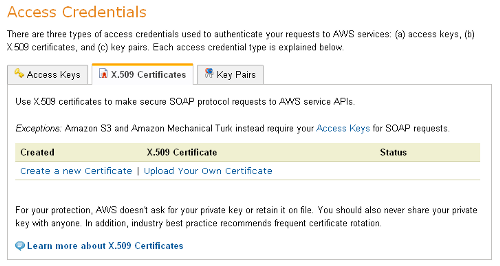 Access Credentials
There are three types of access credentials used to authenticate your requests to AWS services: (a) access keys, (b)
X.509 certificates, and (c) key pairs. Each access credential type is explained below.
Access Keys X.509 Certificates Key Pairs
Use X.509 certificates to make secure SOAP protocol requests to AWS service APIs.
Exceptions: Amazon S3 and Amazon Mechanical Turk instead require your Access Keys for SOAP requests.
Created X.509 Certificate Status
Create a new Certificate | Upload Your Own Certificate
For your protection, AWS doesn't ask for your private key or retain it on file. You should also never share your private
key with anyone. In addition, industry best practice recommends frequent certificate rotation.
Learn more about X.509 Certificates